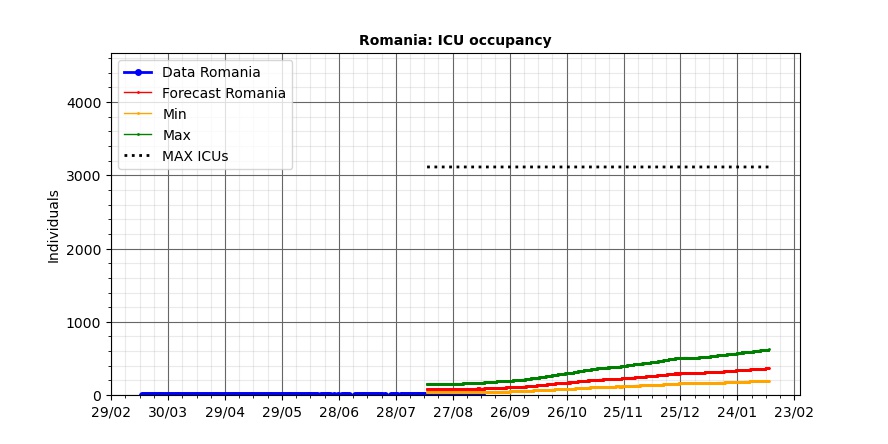 Romania: ICU occupancy
Data Romania
Forecast Romania
Min
Max
MAX ICUs
Individuals
4000
3000
2000
1000
0
29/02 30/03 29/04 29/05 28/06 28/07 27/08 26/09 26/10 25/11 25/12 24/01 23/02